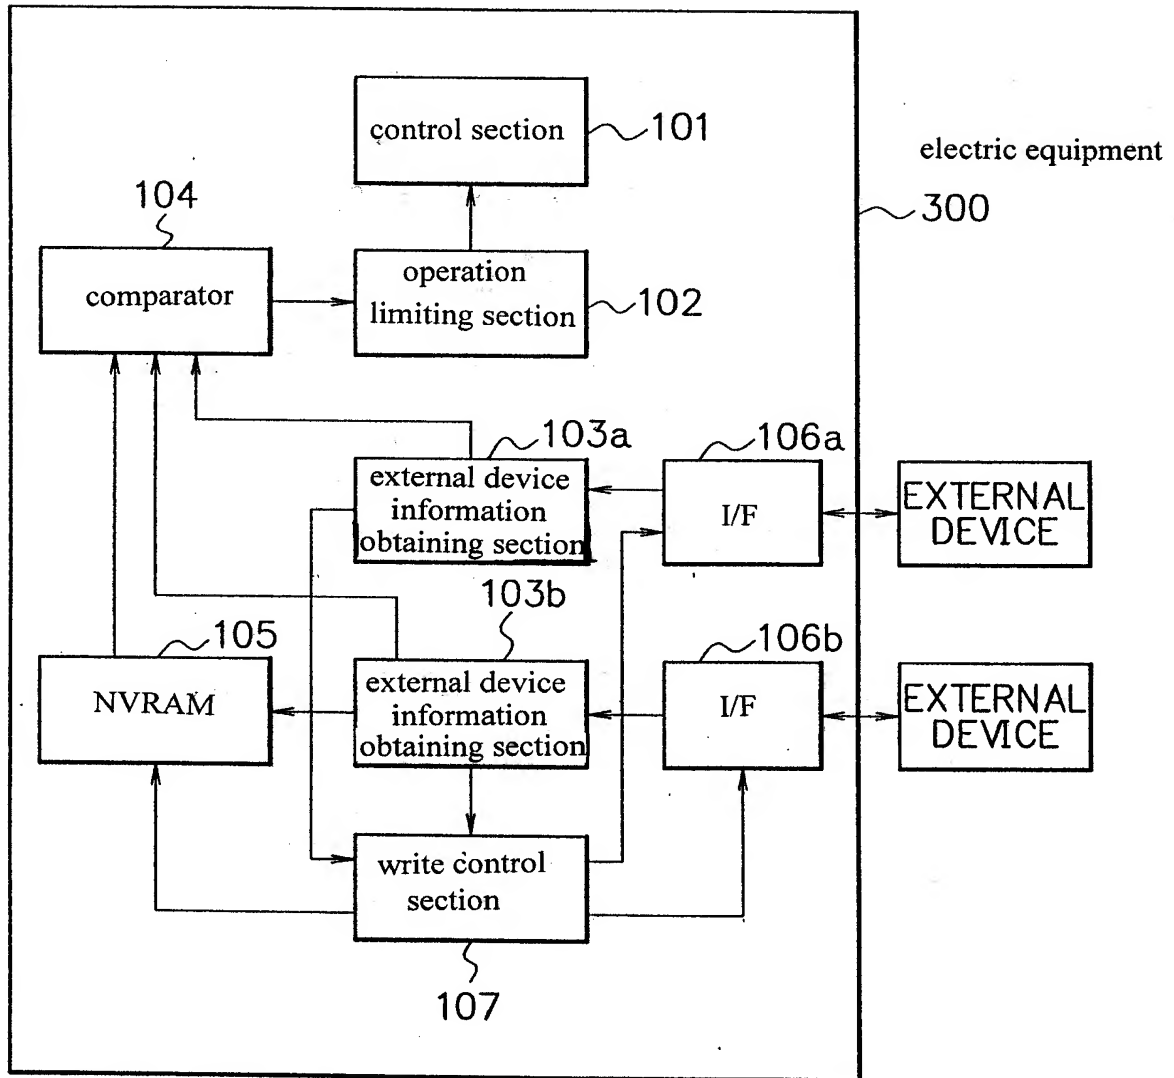 control section
101
electric equipment
300
104
comparator
operation
limiting section
102
103a
external device
information
obtaining section
106a
I/F
EXTERNAL
DEVICE
103b
external device
information
obtaining section
105
NVRAM
106b
I/F
EXTERNAL
DEVICE
write control
section
107